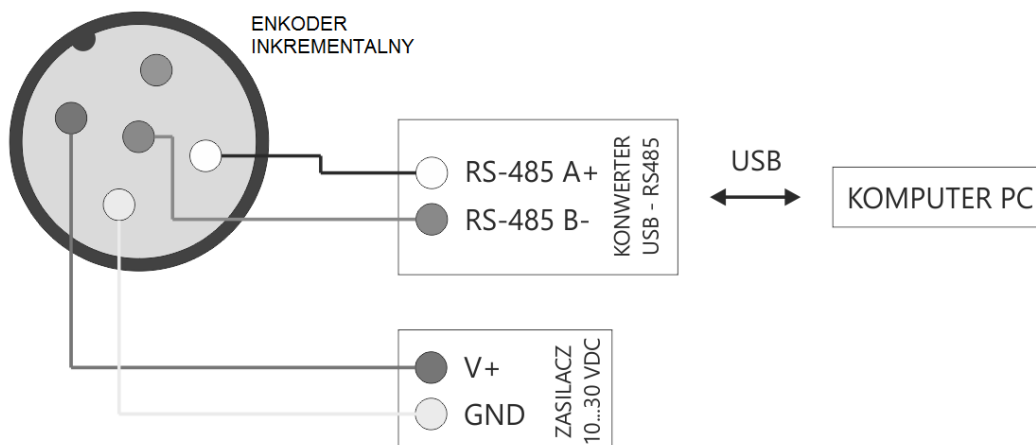 ENKODER
INKREMENTALNY
RS-485 A+
RS-485 B-
KONWERTER
USB - RS485
USB
KOMPUTER PC
V+
GND
ZASILACZ
10...30 VDC